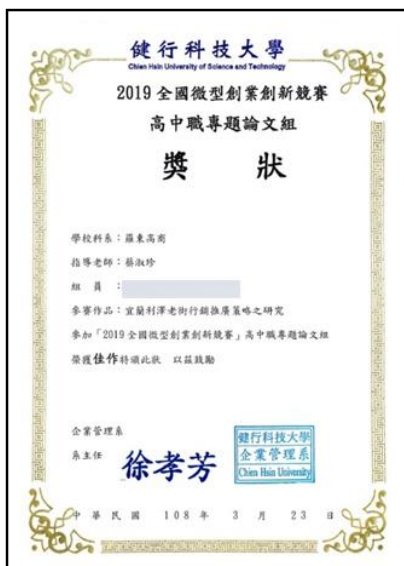 健行科技大學
Chien Hsin University of Science and Technology
2019 全國微型創業創新競賽
高中職專題論文組
獎 狀
學校科系：羅東高商
指導老師：蔡淑珍
組 員 ：
參賽作品：宜蘭利澤老街行銷推廣策略之研究
參加「2019 全國微型創業創新競賽」高中職專題論文組
榮獲佳作特頒此狀 以茲鼓勵
企業管理系
系主任 徐孝芳
健行科技大學
企業管理系
Chien Hsin University
中 華 民 國 108 年 3 月 23 日